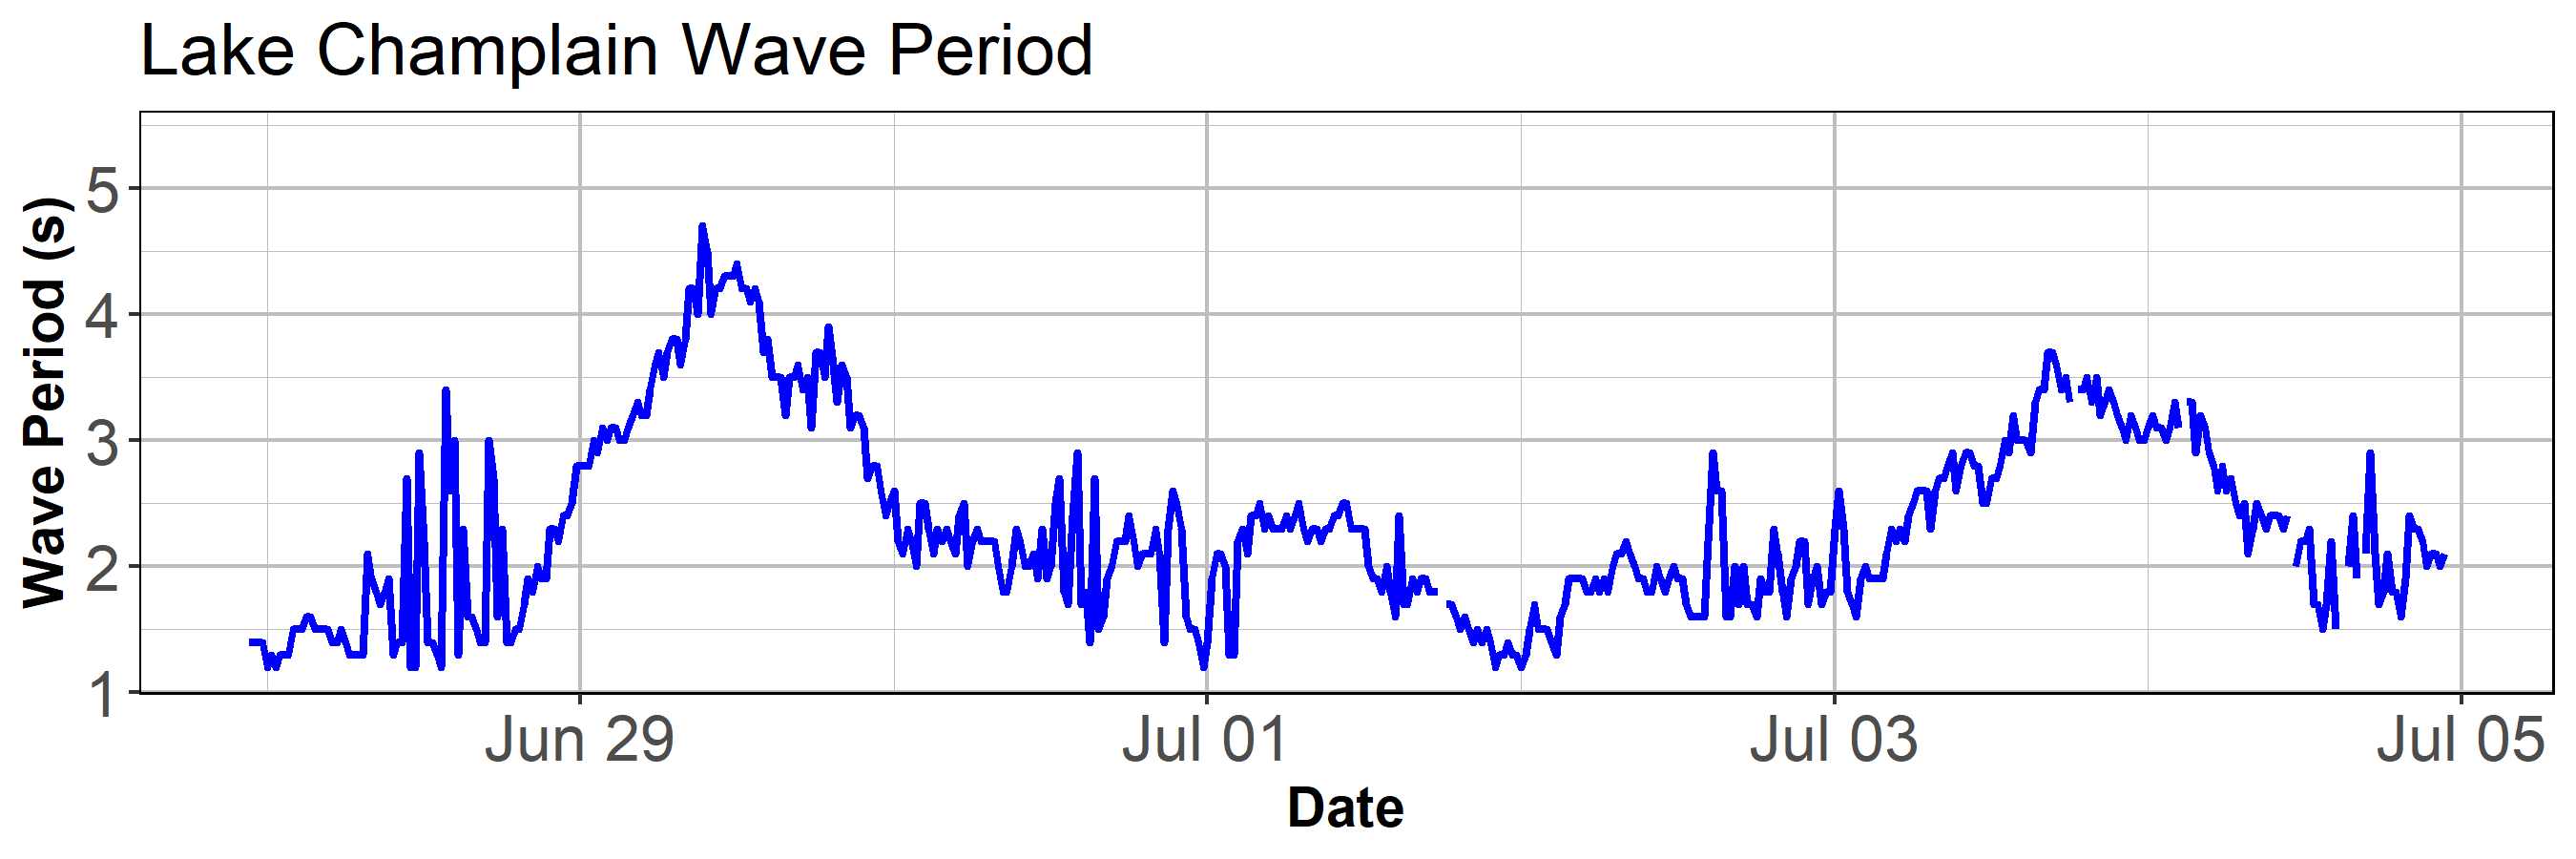 Lake Champlain Wave Period
Wave Period (s)
5
4
3
2
1
Jun 29
Jul 01
Jul 03
Jul 05
Date